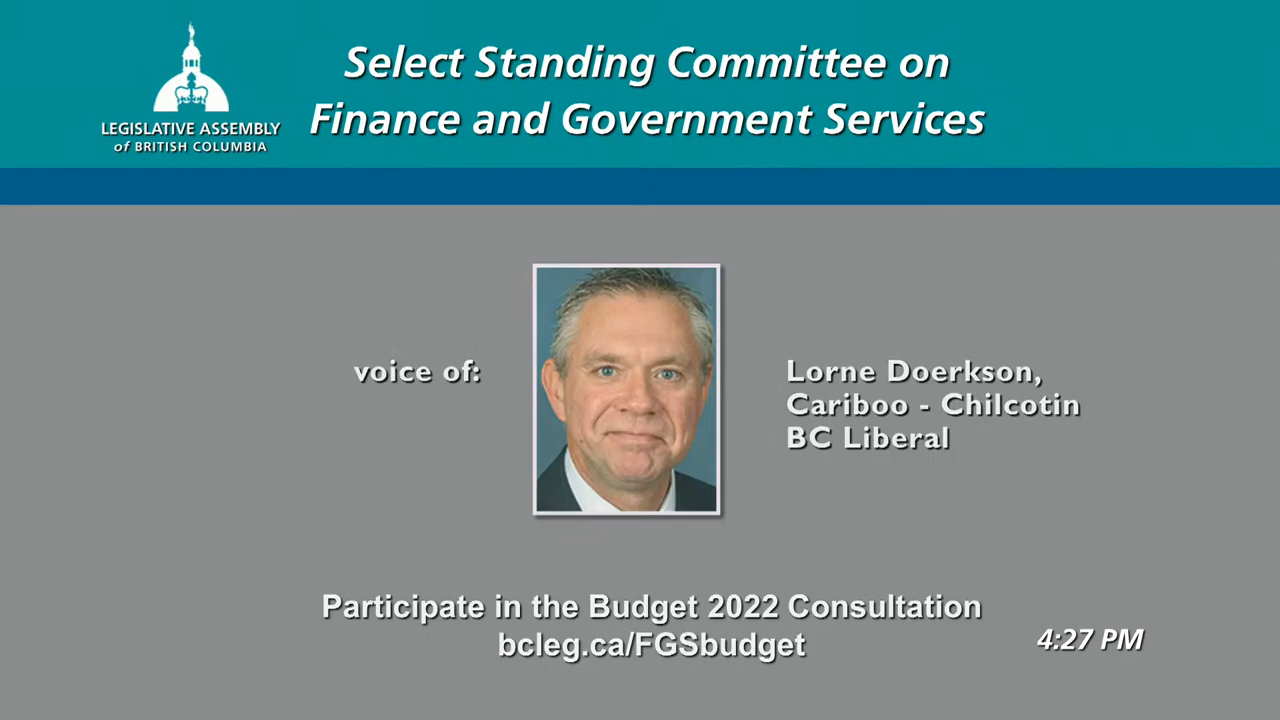 Select Standing Committee on
Finance and Government Services
LEGISLATIVE ASSEMBLY
of BRITISH COLUMBIA
voice of:
Lorne Doerkson,
Cariboo - Chilcotin
BC Liberal
Participate in the Budget 2022 Consultation
bcleg.ca/FGSbudget
4:27 PM